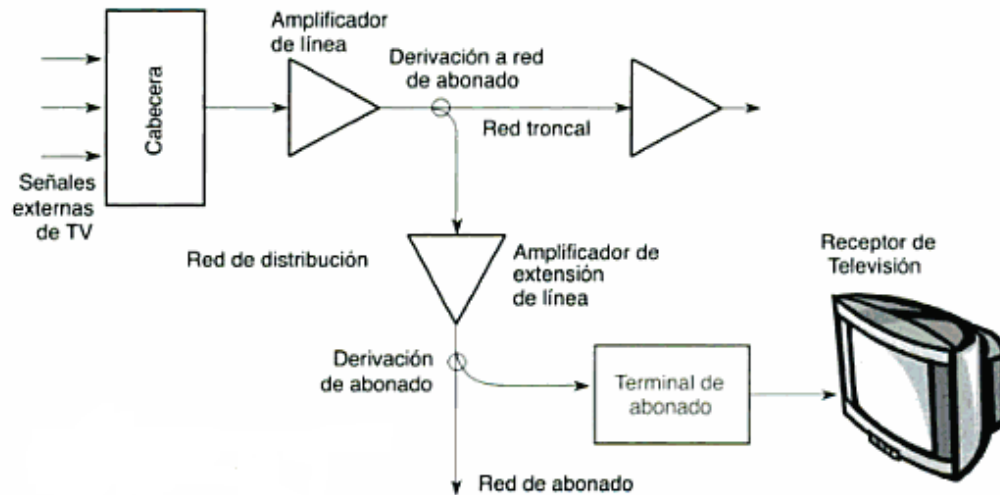 Amplificador
de línea
Derivación a red
de abonado
Cabecera
Red troncal
Señales
externas
de TV
Red de distribución
Amplificador de
extensión
de línea
Receptor de
Televisión
Derivación
de abonado
Terminal de
abonado
Red de abonado